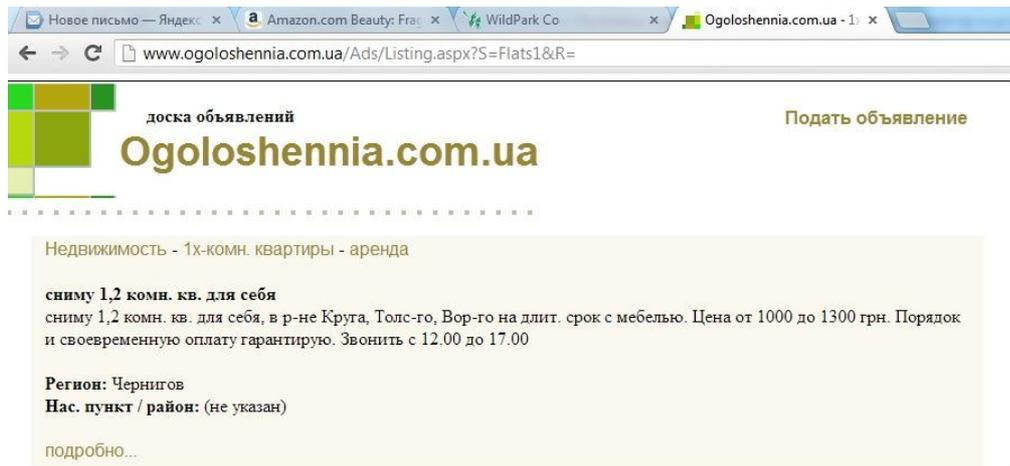 Новое письмо — Яндекс
Amazon.com Beauty: Frag
WildPark Co
Ogoloshennia.com.ua - 1
www.ogoloshennia.com.ua/Ads/Listing.aspx?S=Flats1&R=
доска объявлений
Подать объявление
Ogoloshennia.com.ua
Недвижимость - 1х-комн. квартиры - аренда
сниму 1,2 комн. кв. для себя
сниму 1,2 комн. кв. для себя, в р-не Круга, Толс-го, Вор-го на длит. срок с мебелью. Цена от 1000 до 1300 грн. Порядок
и своевременную оплату гарантирую. Звонить с 12.00 до 17.00
Регион: Чернигов
Нас. пункт / район: (не указан)
подробно...